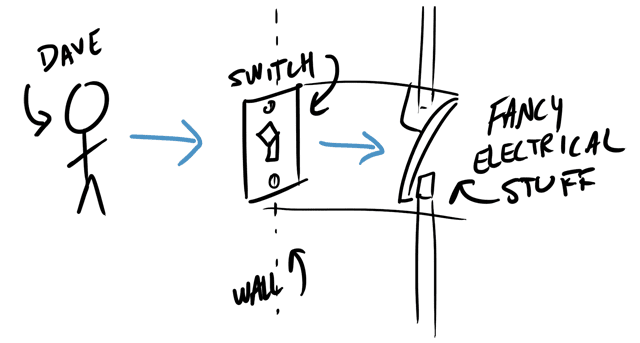 DAVE
SWITCH
FANCY
ELECTRICAL
STUFF
WALL